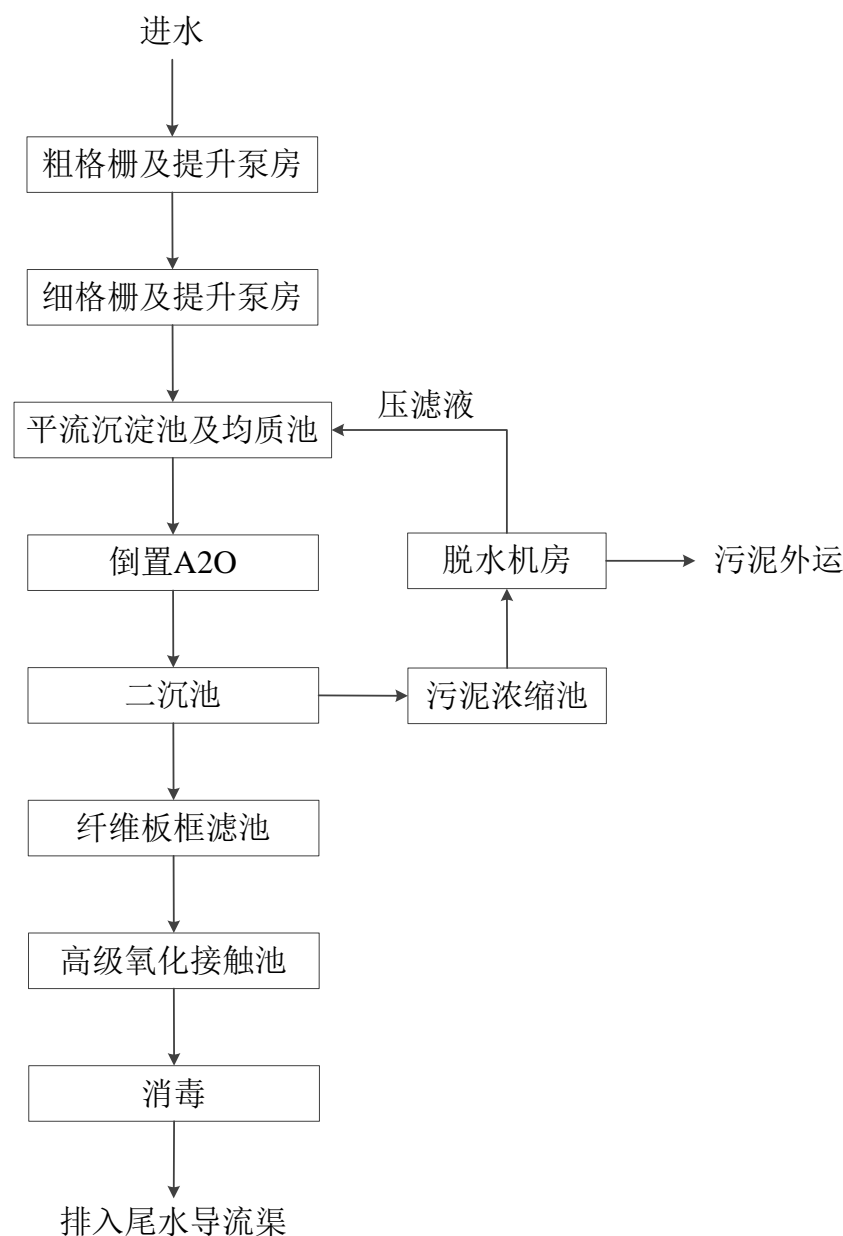 进水
粗格栅及提升泵房
细格栅及提升泵房
压滤液
平流沉淀池及均质池
倒置A2O
脱水机房
污泥外运
二沉池
污泥浓缩池
纤维板框滤池
高级氧化接触池
消毒
排入尾水导流渠